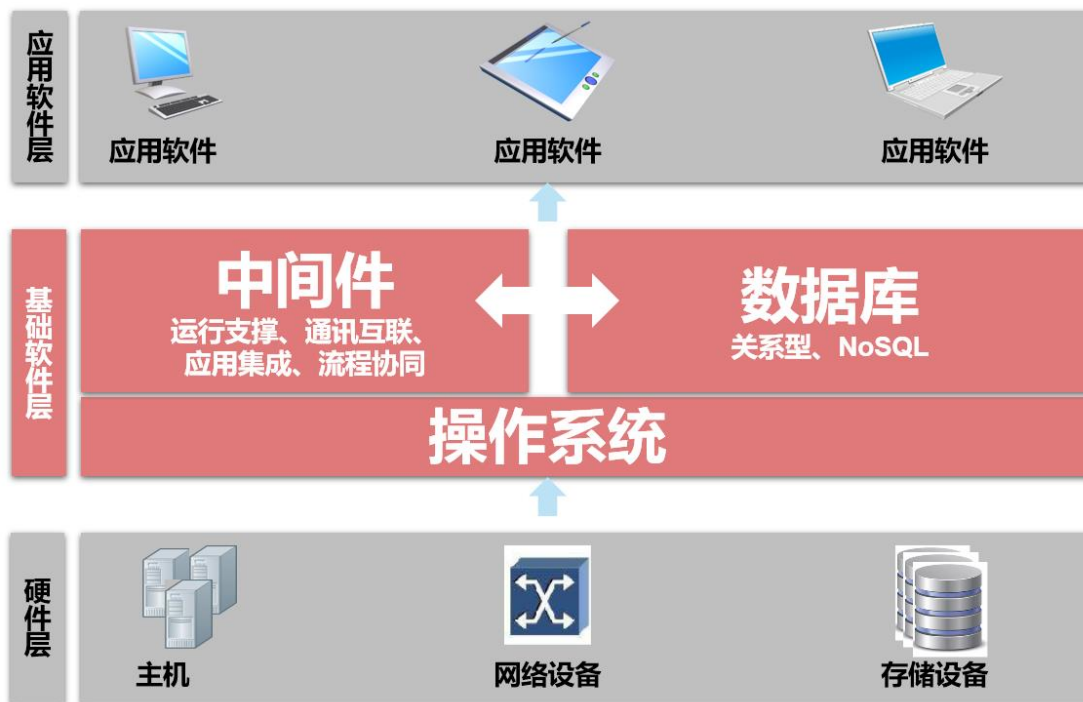 应用软件层
应用软件
应用软件
应用软件
基础软件层
中间件
运行支撑、通讯互联、
应用集成、流程协同
数据库
关系型、NoSQL
操作系统
硬件层
主机
网络设备
存储设备